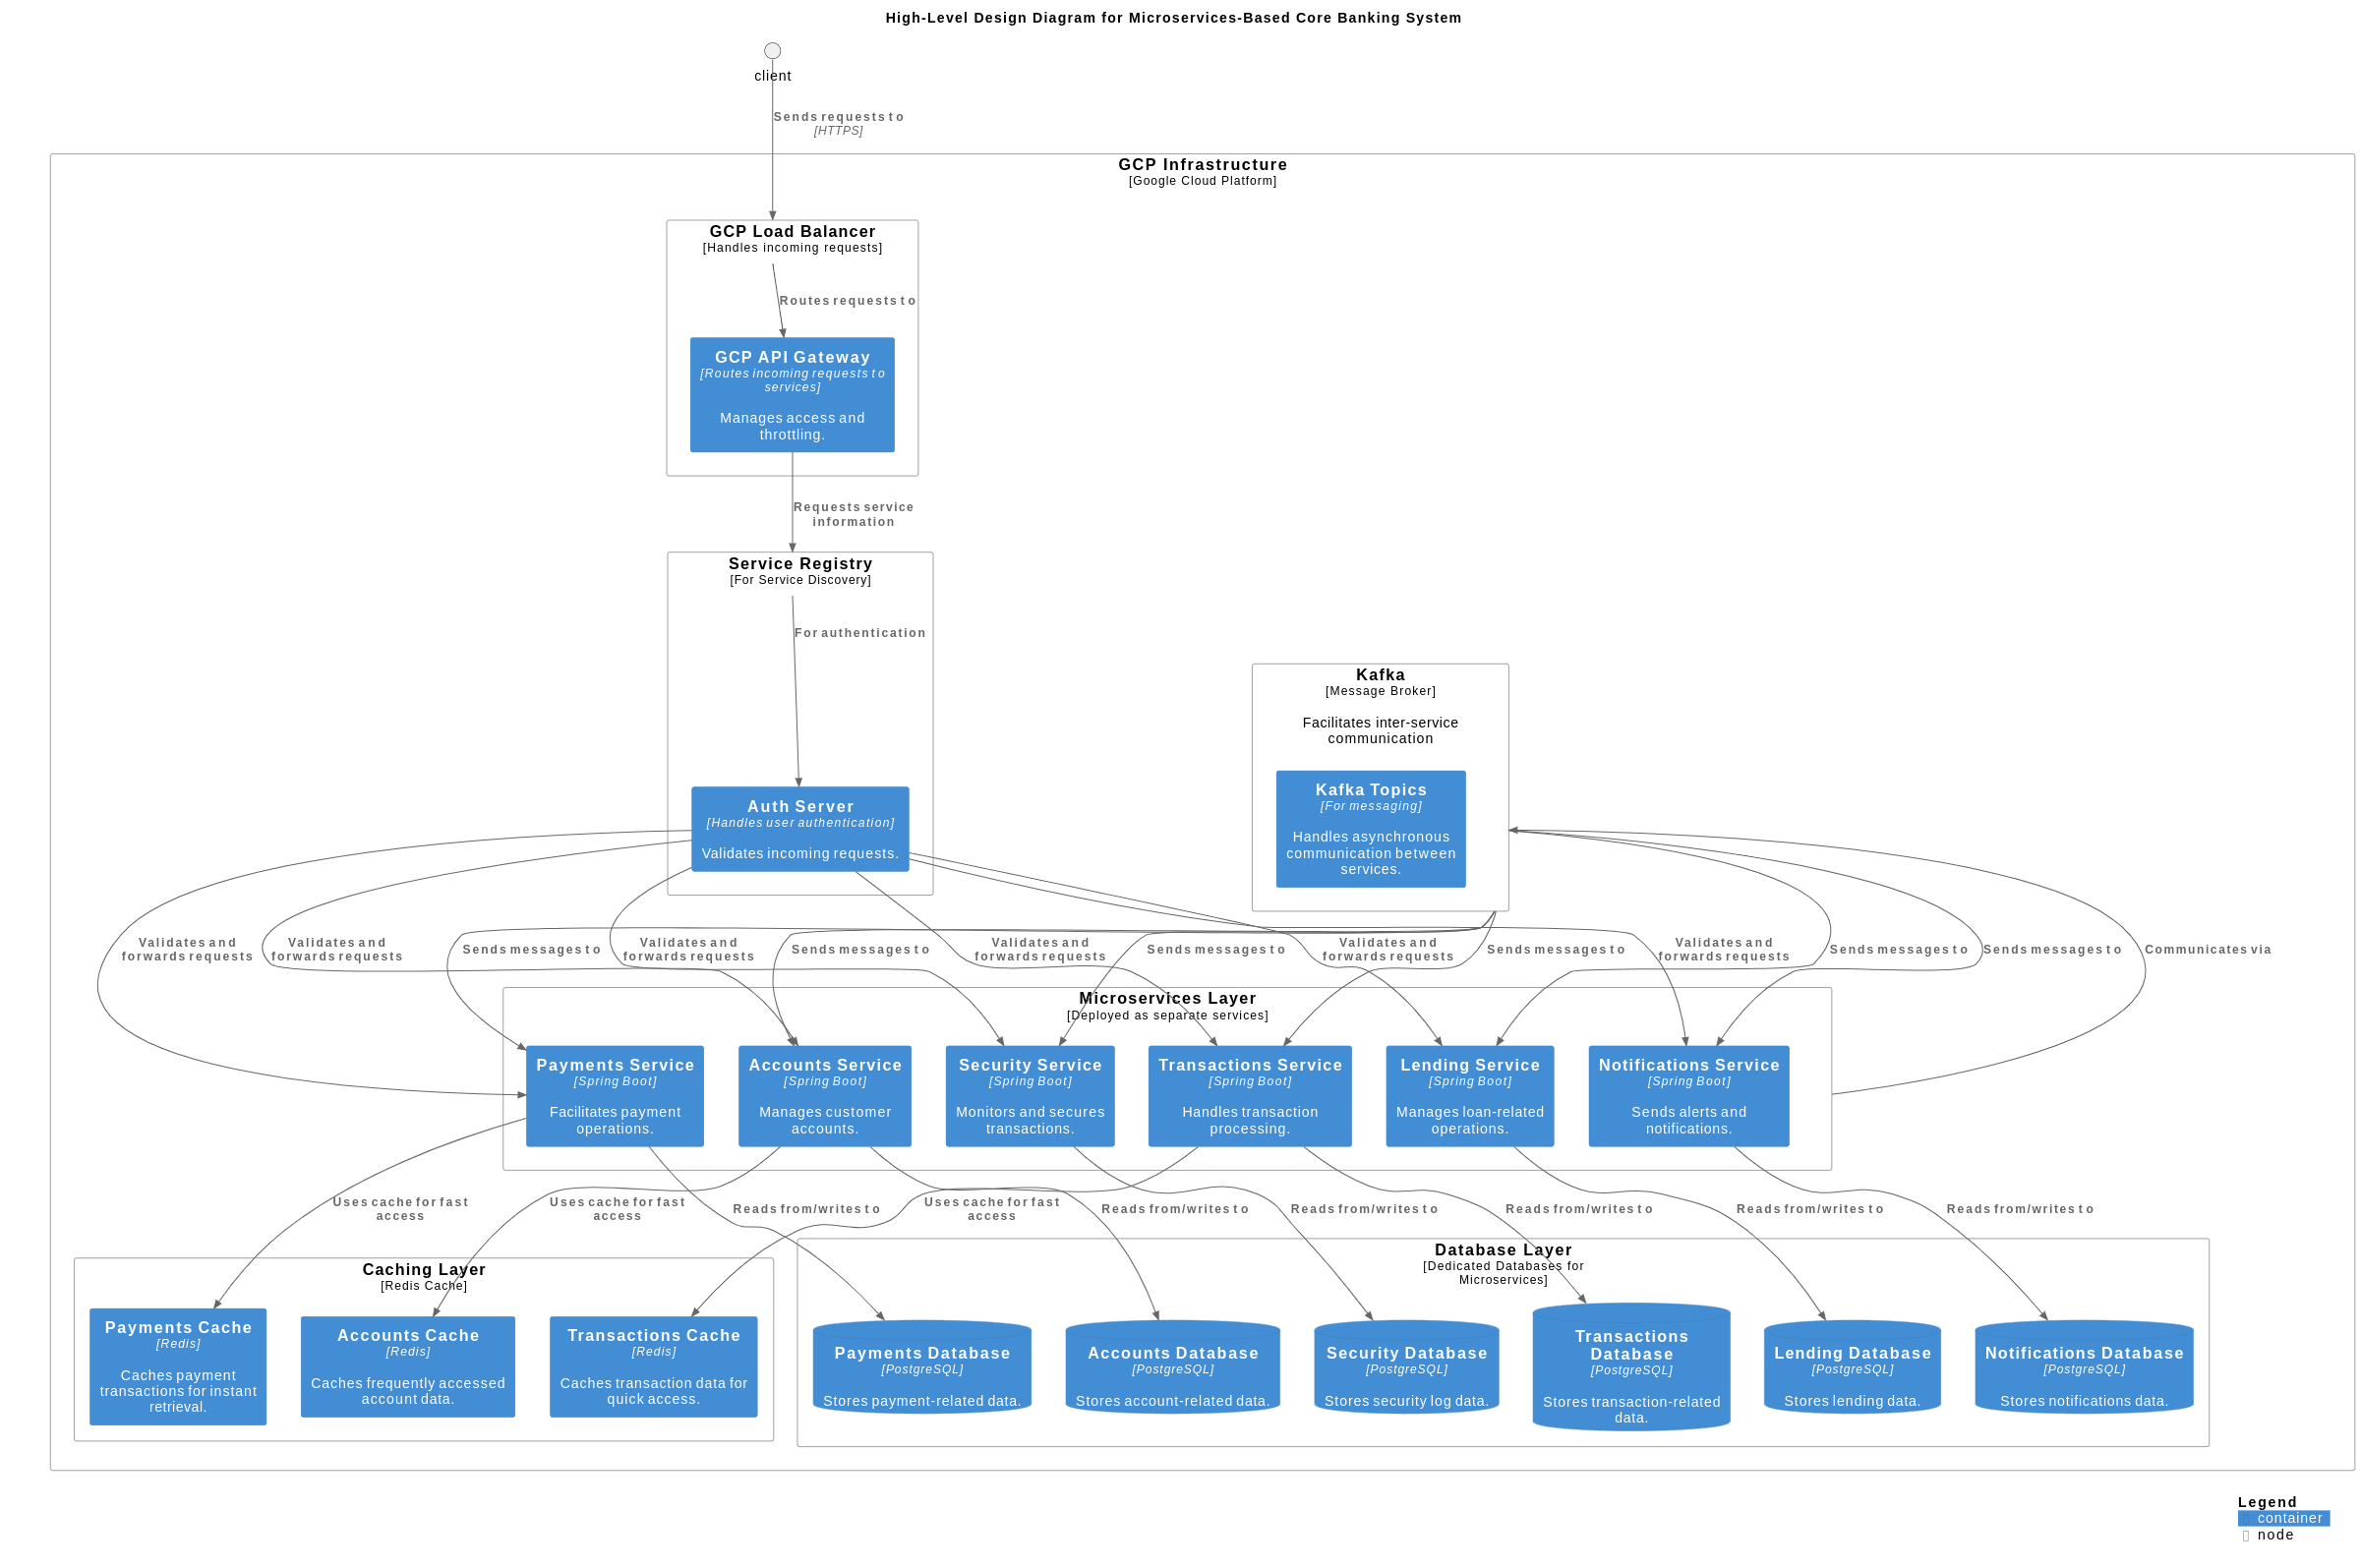 High-Level Design Diagram for Microservices-Based Core Banking System
client
Sends requests to
[HTTPS]
GCP Infrastructure
[Google Cloud Platform]
GCP Load Balancer
[Handles incoming requests]
Routes requests to
GCP API Gateway
[Routes incoming requests to
services]
Manages access and
throttling.
Requests service
information
Service Registry
[For Service Discovery]
For authentication
Kafka
[Message Broker]
Facilitates inter-service
communication
Kafka Topics
[For messaging]
Handles asynchronous
communication between
services.
Auth Server
[Handles user authentication]
Validates incoming requests.
Validates and
forwards requests
Validates and
forwards requests
Sends messages to
Validates and
forwards requests
Sends messages to
Validates and
forwards requests
Sends messages to
Validates and
forwards requests
Sends messages to
Validates and
forwards requests
Sends messages to
Sends messages to
Communicates via
Microservices Layer
[Deployed as separate services]
Payments Service
[Spring Boot]
Facilitates payment
operations.
Accounts Service
[Spring Boot]
Manages customer
accounts.
Security Service
[Spring Boot]
Monitors and secures
transactions.
Transactions Service
[Spring Boot]
Handles transaction
processing.
Lending Service
[Spring Boot]
Manages loan-related
operations.
Notifications Service
[Spring Boot]
Sends alerts and
notifications.
Uses cache for fast
access
Uses cache for fast
access
Reads from/writes to
Uses cache for fast
access
Reads from/writes to
Reads from/writes to
Reads from/writes to
Reads from/writes to
Reads from/writes to
Caching Layer
[Redis Cache]
Payments Cache
[Redis]
Caches payment
transactions for instant
retrieval.
Accounts Cache
[Redis]
Caches frequently accessed
account data.
Transactions Cache
[Redis]
Caches transaction data for
quick access.
Database Layer
[Dedicated Databases for
Microservices]
Payments Database
[PostgreSQL]
Stores payment-related data.
Accounts Database
[PostgreSQL]
Stores account-related data.
Security Database
[PostgreSQL]
Stores security log data.
Transactions
Database
[PostgreSQL]
Stores transaction-related
data.
Lending Database
[PostgreSQL]
Stores lending data.
Notifications Database
[PostgreSQL]
Stores notifications data.
Legend
container
node